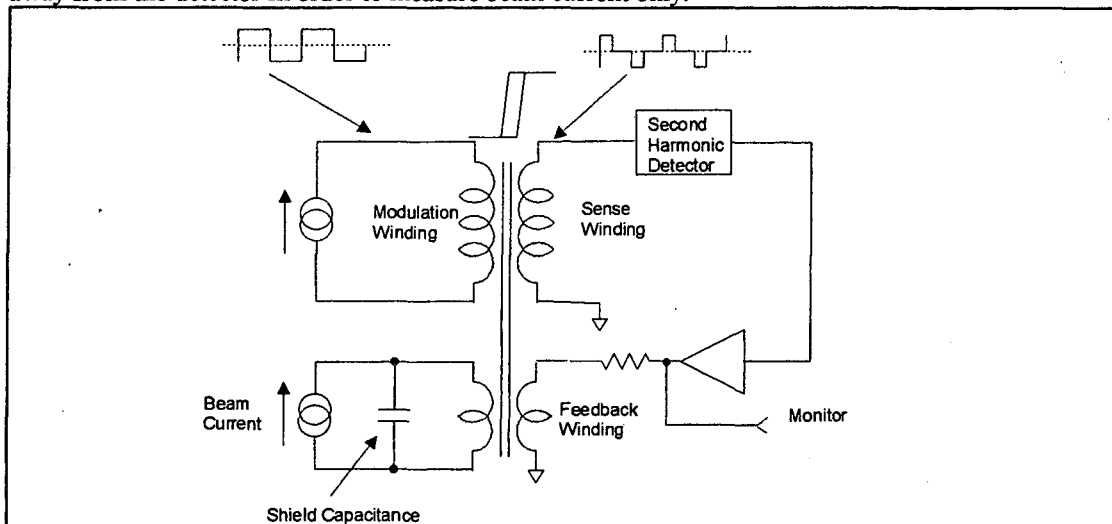 away from the detector in order to measure beam current only.
Second
Harmonic
Detector
Modulation
Winding
Sense
Winding
Beam
Current
Feedback
Winding
Monitor
Shield Capacitance